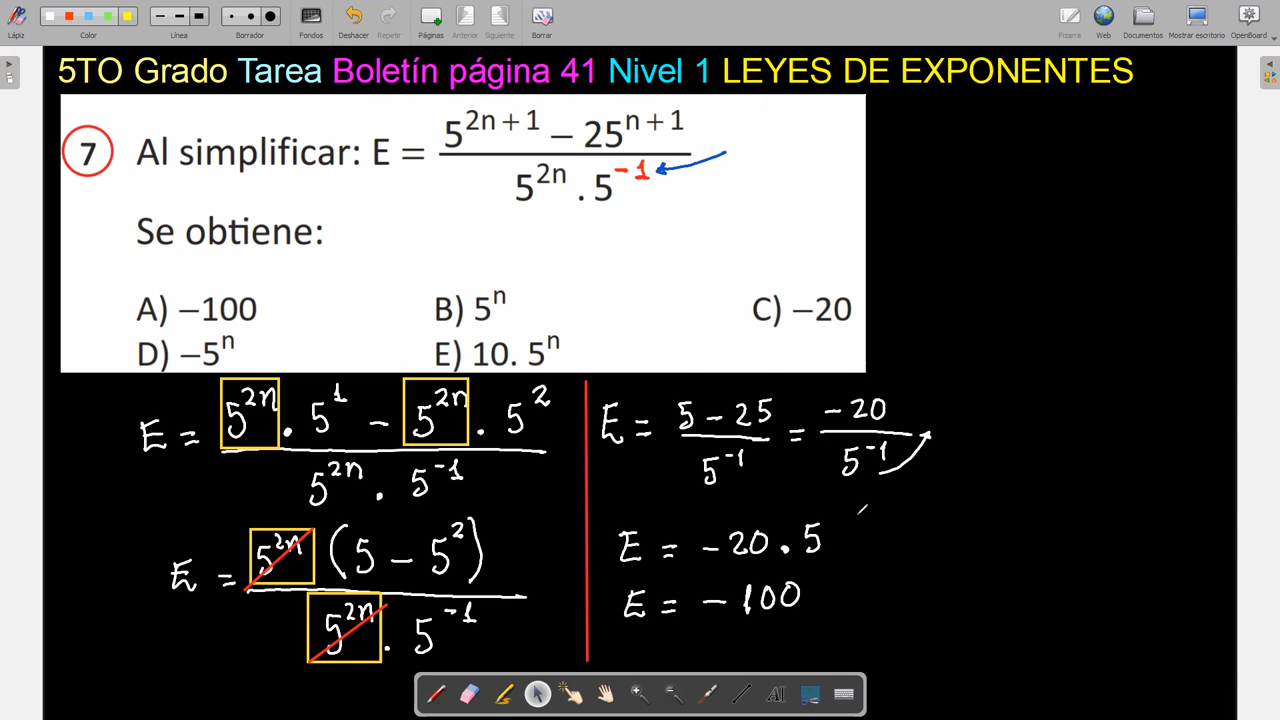 Lápiz Color Línea Borrador Fondos Deshacer Repetir Páginas Anterior Siguiente Borrar Pizarra Web Documentos Mostrar escritorio OpenBoard
5TO Grado Tarea Boletín página 41 Nivel 1 LEYES DE EXPONENTES
7 Al simplificar: E = (5^(2n + 1) − 25^(n + 1)) / (5^(2n) . 5^(-1))
Se obtiene:
A) −100 B) 5^n C) −20
D) −5^n E) 10. 5^n
E = (5^(2n) . 5^1 − 5^(2n) . 5^2) / (5^(2n) . 5^(-1))
E = (5^(2n) (5 − 5^2)) / (5^(2n) . 5^(-1))
E = (5 − 25) / 5^(-1) = −20 / 5^(-1)
E = −20 . 5
E = −100
AI